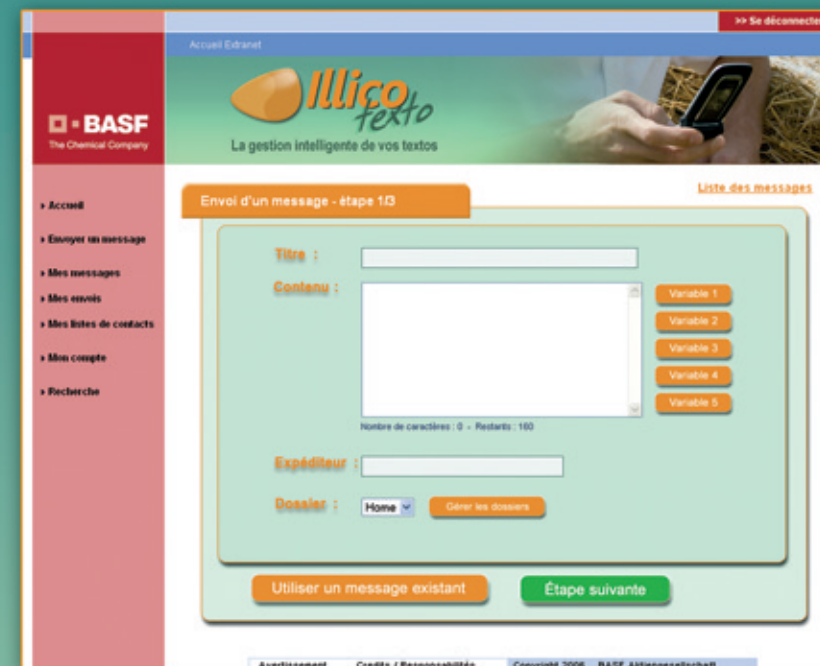 >> Se déconnecter
Accueil Extranet
BASF
The Chemical Company
Illico
texto
La gestion intelligente de vos textos
Liste des messages
Accueil
Envoyer un message
Mes messages
Mes envois
Mes listes de contacts
Mon compte
Recherche
Envoi d'un message - étape 1/3
Titre :
Contenu :
Variable 1
Variable 2
Variable 3
Variable 4
Variable 5
Nombre de caractères : 0 - Restants : 160
Expéditeur :
Dossier :
Home
Gérer les dossiers
Utiliser un message existant
Étape suivante
Avertissement Credits / Responsabilités Copyright 2006 BASF Aktiengesellschaft